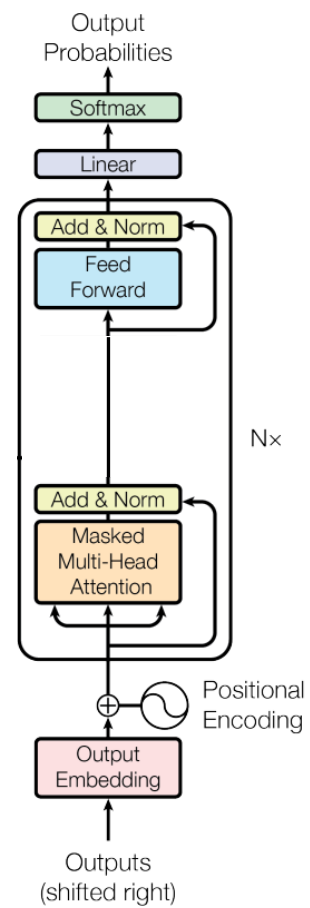 Output
Probabilities
Softmax
Linear
Add & Norm
Feed
Forward
N×
Add & Norm
Masked
Multi-Head
Attention
Positional
Encoding
Output
Embedding
Outputs
(shifted right)